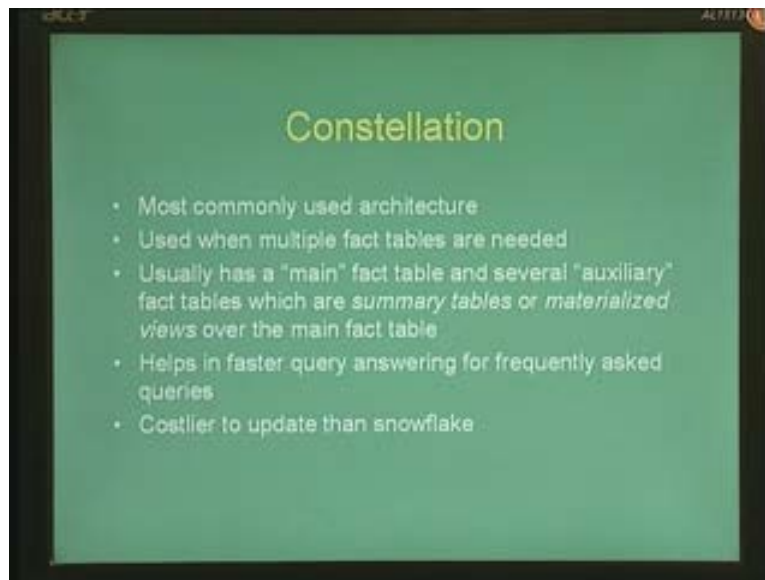 acer
Constellation
• Most commonly used architecture
• Used when multiple fact tables are needed
• Usually has a "main" fact table and several "auxiliary"
fact tables which are summary tables or materialized
views over the main fact table
• Helps in faster query answering for frequently asked
queries
• Costlier to update than snowflake